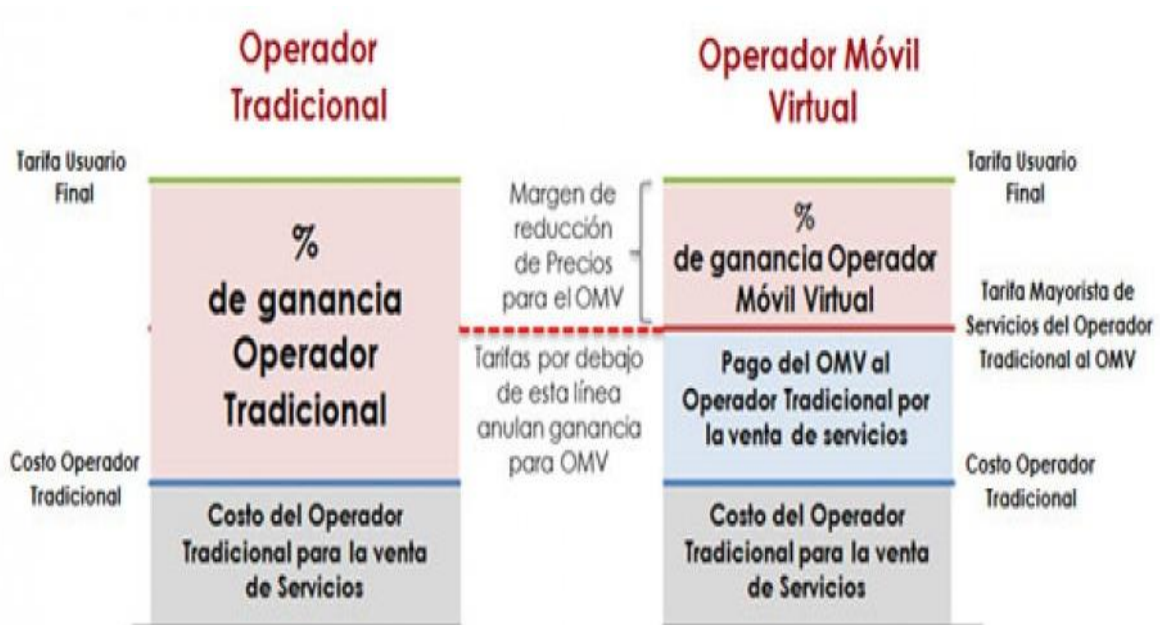 Operador
Tradicional
Operador Móvil
Virtual
Tarifa Usuario
Final
%
de ganancia
Operador
Tradicional
Costo Operador
Tradicional
Costo del Operador
Tradicional para la venta
de Servicios
Margen de
reducción
de Precios
para el OMV
Tarifas por debajo
de esta línea
anulan ganancia
para OMV
%
de ganancia Operador
Móvil Virtual
Pago del OMV al
Operador Tradicional por
la venta de servicios
Costo del Operador
Tradicional para la venta
de Servicios
Tarifa Usuario
Final
Tarifa Mayorista de
Servicios del Operador
Tradicional al OMV
Costo Operador
Tradicional